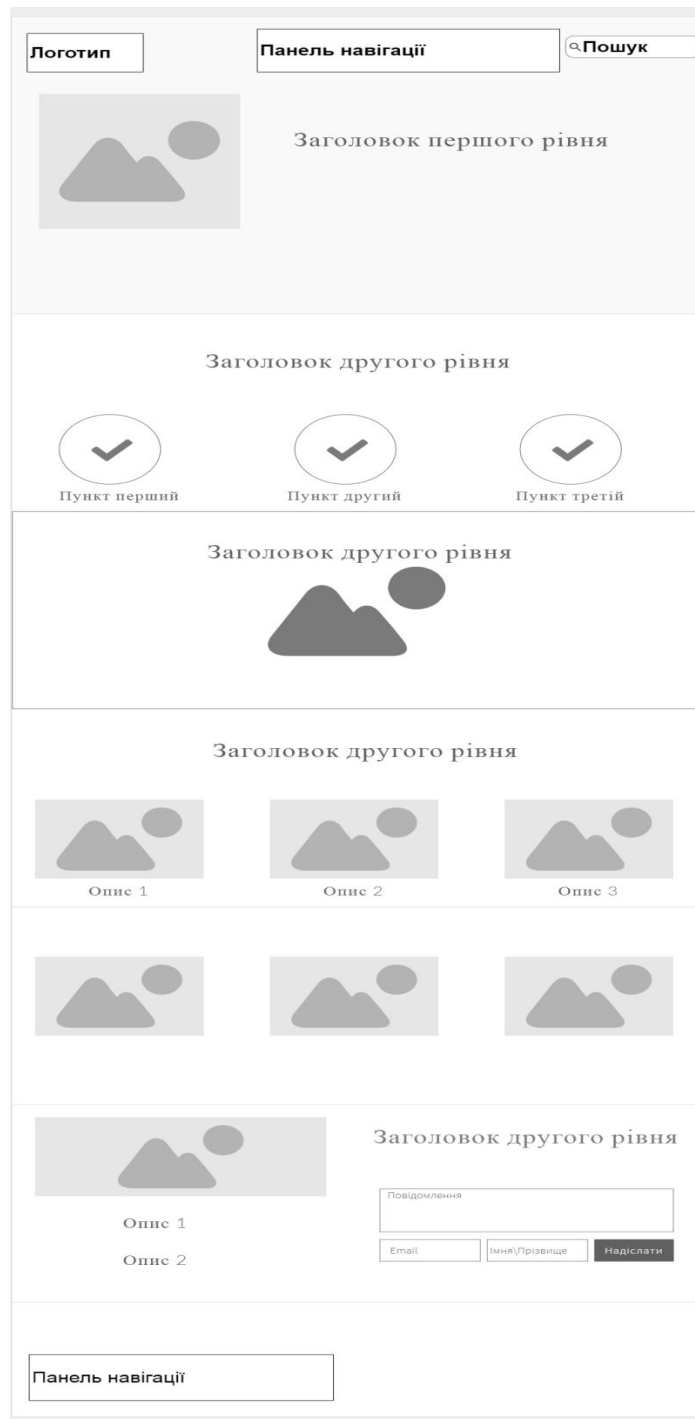 Логотип
Панель навігації
Пошук
Заголовок першого рівня
Заголовок другого рівня
Пункт перший
Пункт другий
Пункт третій
Заголовок другого рівня
Заголовок другого рівня
Опис 1
Опис 2
Опис 3
Заголовок другого рівня
Повідомлення
Email
Імня\Прізвище
Надіслати
Опис 1
Опис 2
Панель навігації